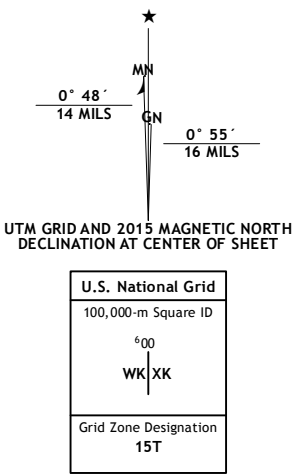 ★
MN
0° 48´
14 MILS
GN
0° 55´
16 MILS
UTM GRID AND 2015 MAGNETIC NORTH
DECLINATION AT CENTER OF SHEET
U.S. National Grid
100,000-m Square ID
⁶00
WK XK
Grid Zone Designation
15T